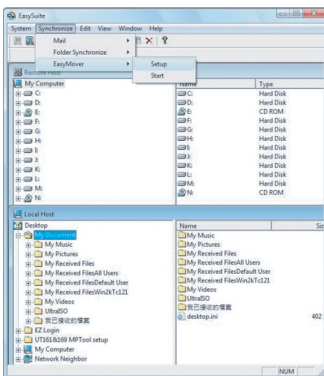 EasySuite
System Synchronize Edit View Window Help
Mail
Folder Synchronize
EasyMover
Setup
Start
Remote Host
My Computer
C:
D:
E:
F:
G:
H:
I:
J:
K:
L:
M:
N:
Name Type
C: Hard Disk
D: Hard Disk
E: CD ROM
F: Hard Disk
G: Hard Disk
H: Hard Disk
I: Hard Disk
J: Hard Disk
K: Hard Disk
L: Hard Disk
M: Hard Disk
N: CD ROM
Local Host
Desktop
My Document
My Music
My Pictures
My Received Files
My Received FilesAll Users
My Received FilesDefault User
My Received FilesWin2kTc121
My Videos
UltraISO
我已接收的檔案
EZ Login
UT161&169 MPTool setup
My Computer
Network Neighbor
Name Siz
My Music
My Pictures
My Received Files
My Received FilesAll Users
My Received FilesDefault User
My Received FilesWin2kTc121
My Videos
UltraISO
我已接收的檔案
desktop.ini 402
NUM